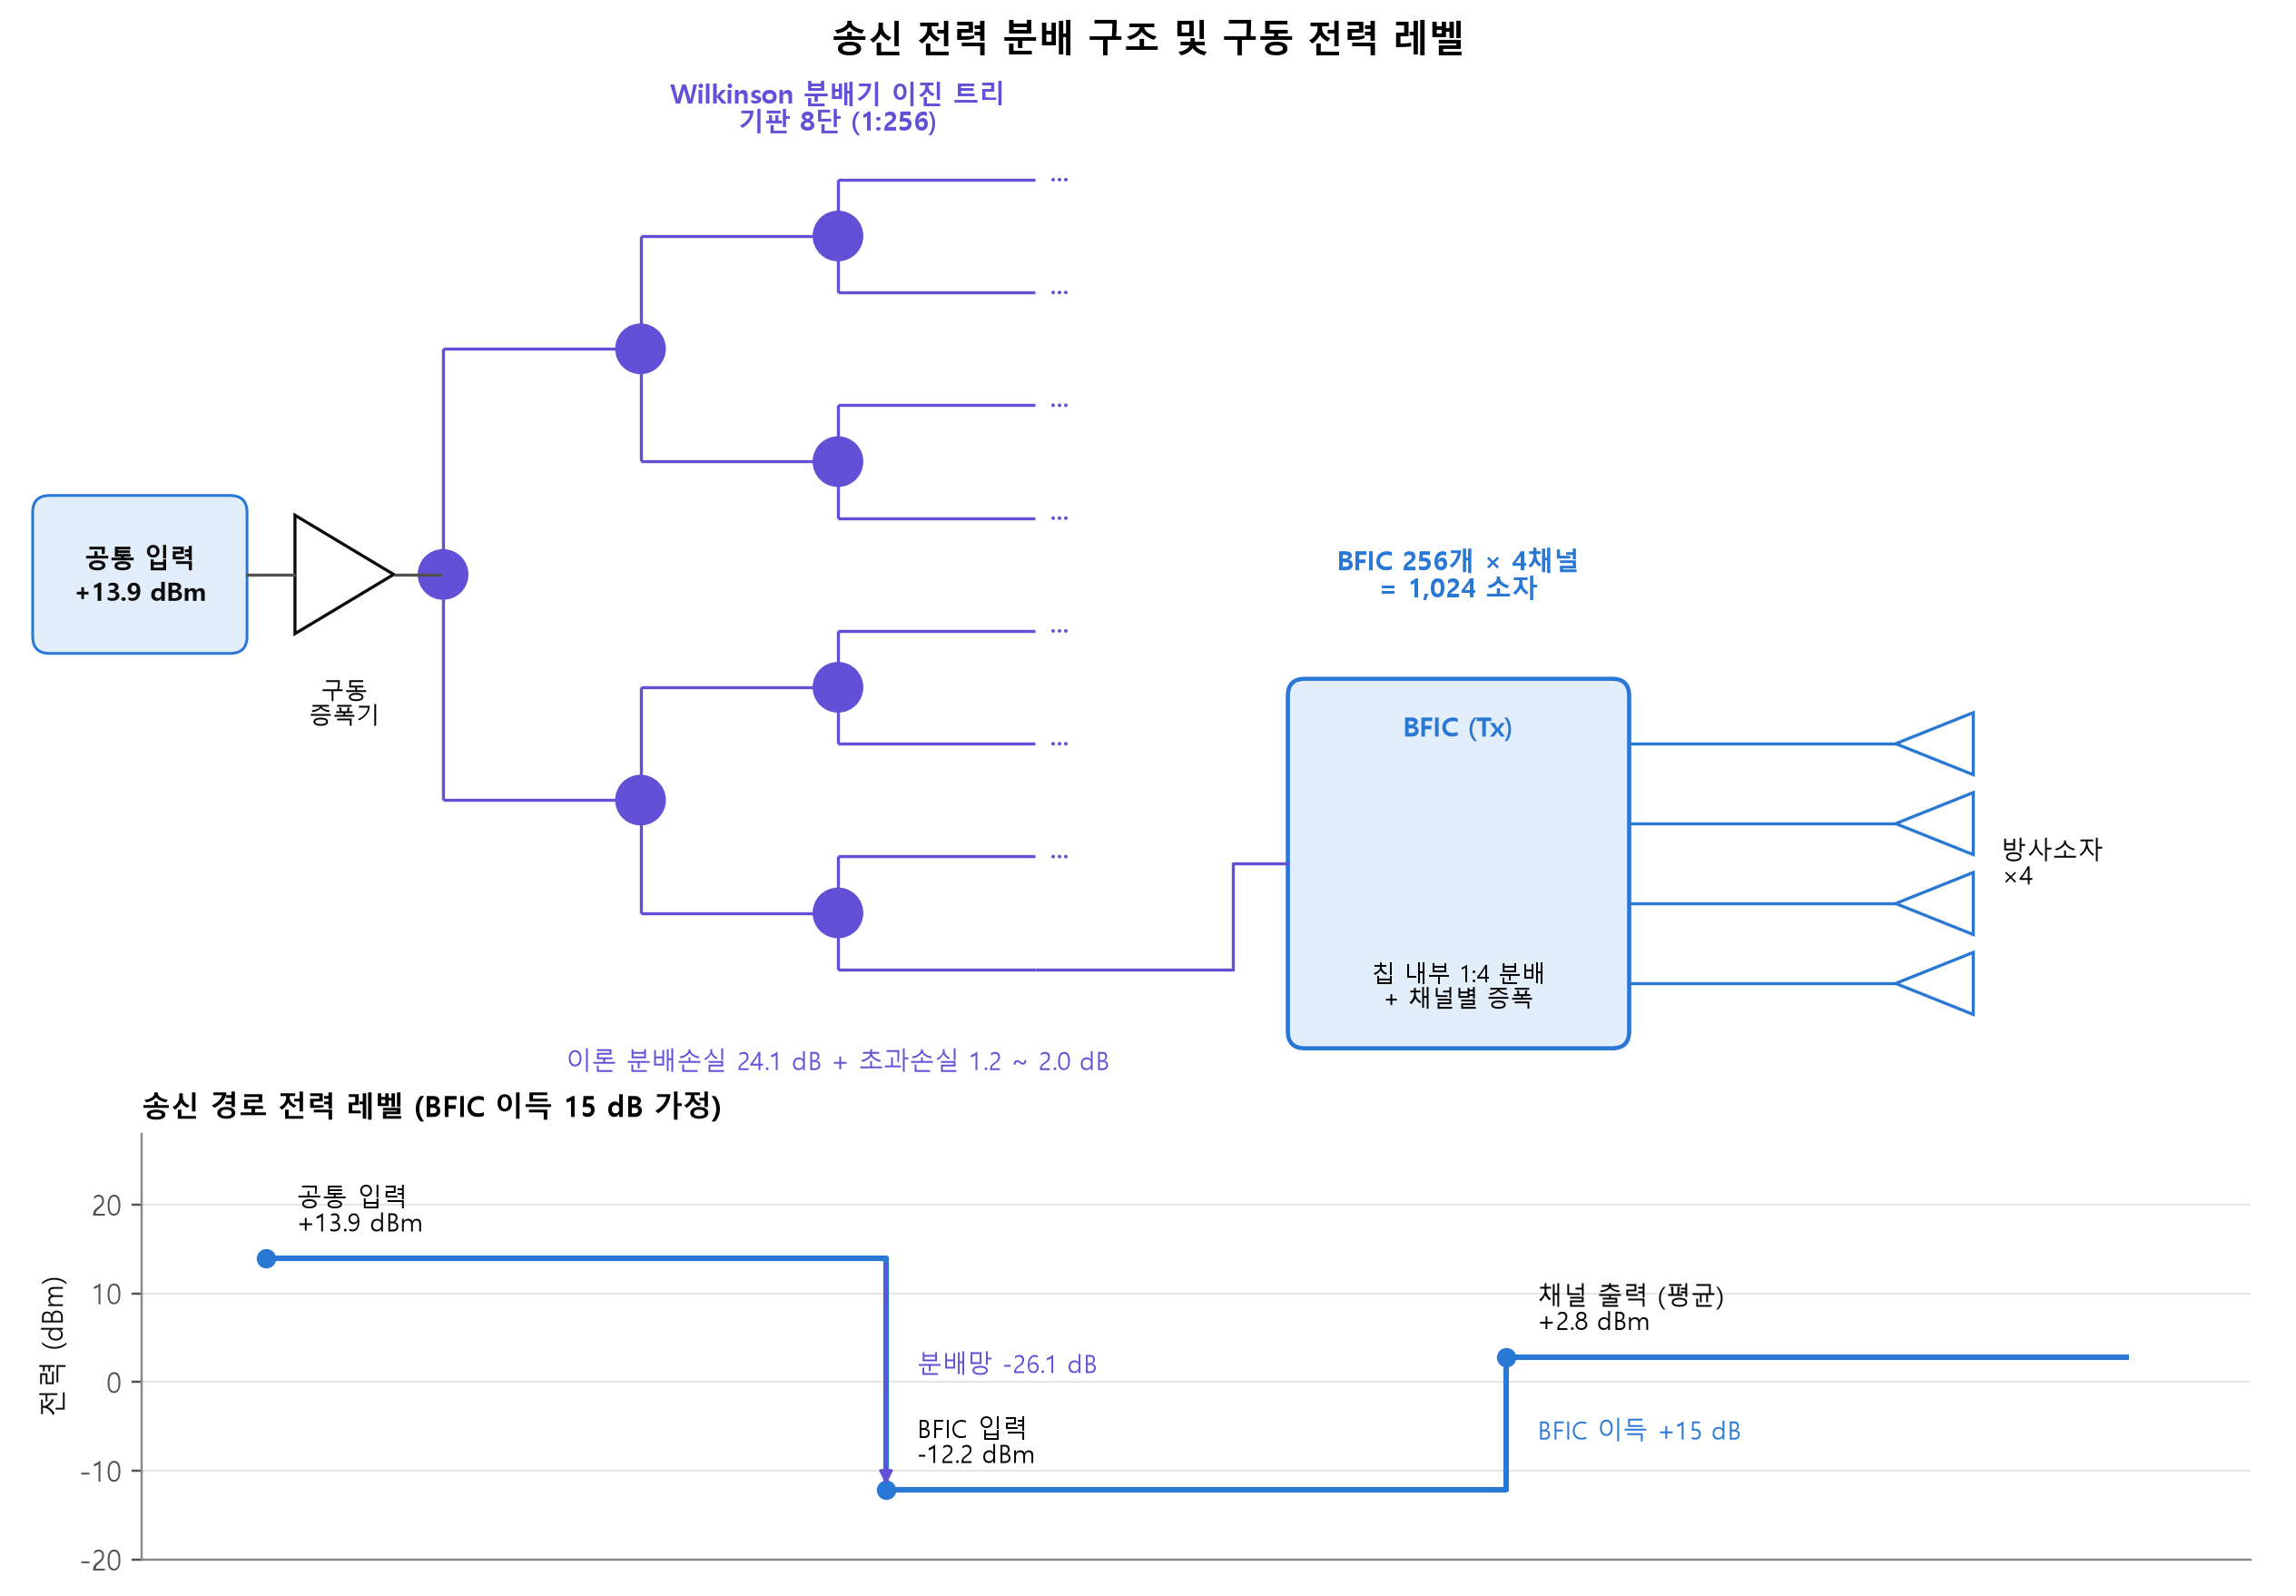 송신 전력 분배 구조 및 구동 전력 레벨
Wilkinson 분배기 이진 트리
기판 8단 (1:256)
...
...
...
...
공통 입력
+13.9 dBm
구동
증폭기
...
...
...
BFIC 256개 × 4채널
= 1,024 소자
BFIC (Tx)
칩 내부 1:4 분배
+ 채널별 증폭
방사소자
×4
이론 분배손실 24.1 dB + 초과손실 1.2 ~ 2.0 dB
송신 경로 전력 레벨 (BFIC 이득 15 dB 가정)
전력 (dBm)
20
10
0
-10
-20
공통 입력
+13.9 dBm
분배망 -26.1 dB
BFIC 입력
-12.2 dBm
채널 출력 (평균)
+2.8 dBm
BFIC 이득 +15 dB